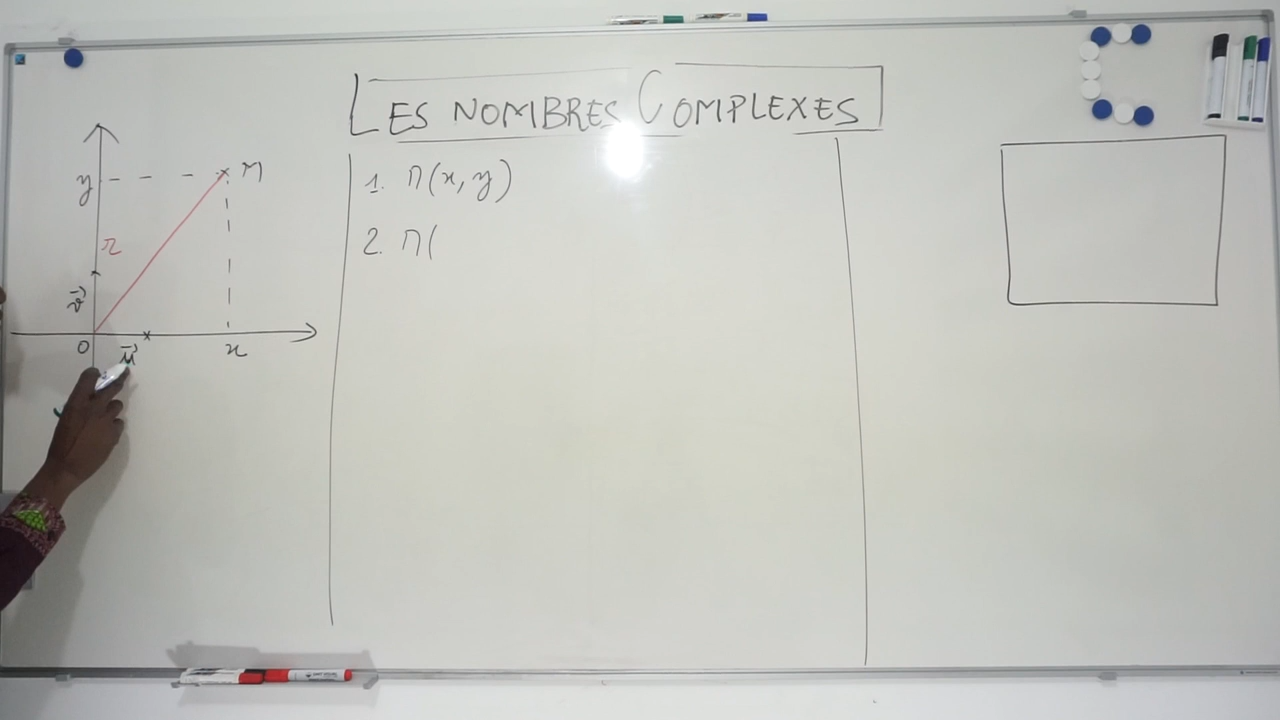 LES NOMBRES COMPLEXES
y
M
r
v
O
u
x
1. M(x, y)
2. M(